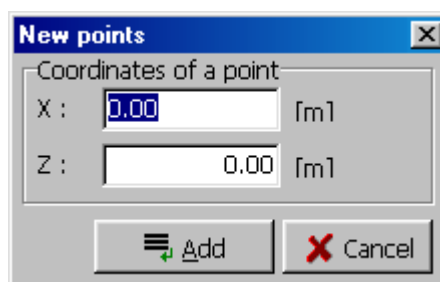 New points
Coordinates of a point
X : 0.00 [m]
Z : 0.00 [m]
Add Cancel